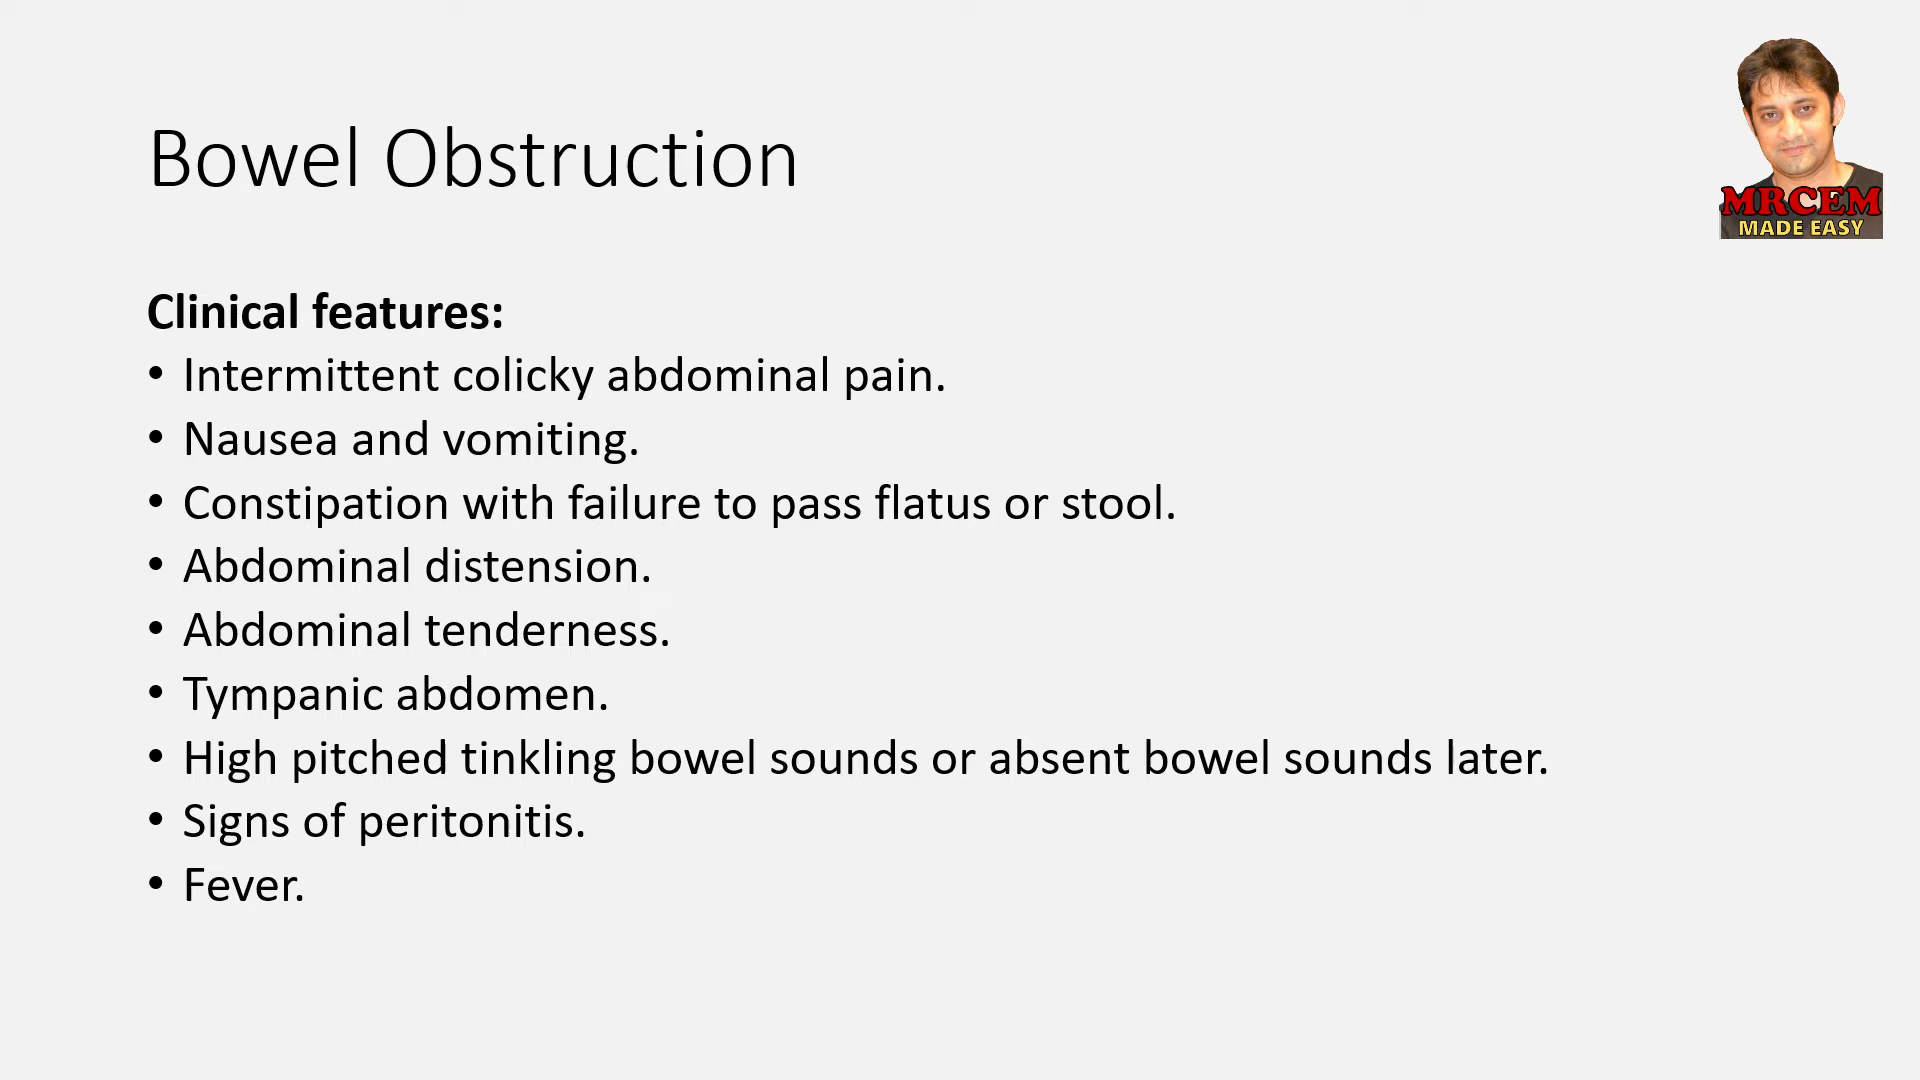 Bowel Obstruction
MRCEM
MADE EASY
Clinical features:
• Intermittent colicky abdominal pain.
• Nausea and vomiting.
• Constipation with failure to pass flatus or stool.
• Abdominal distension.
• Abdominal tenderness.
• Tympanic abdomen.
• High pitched tinkling bowel sounds or absent bowel sounds later.
• Signs of peritonitis.
• Fever.